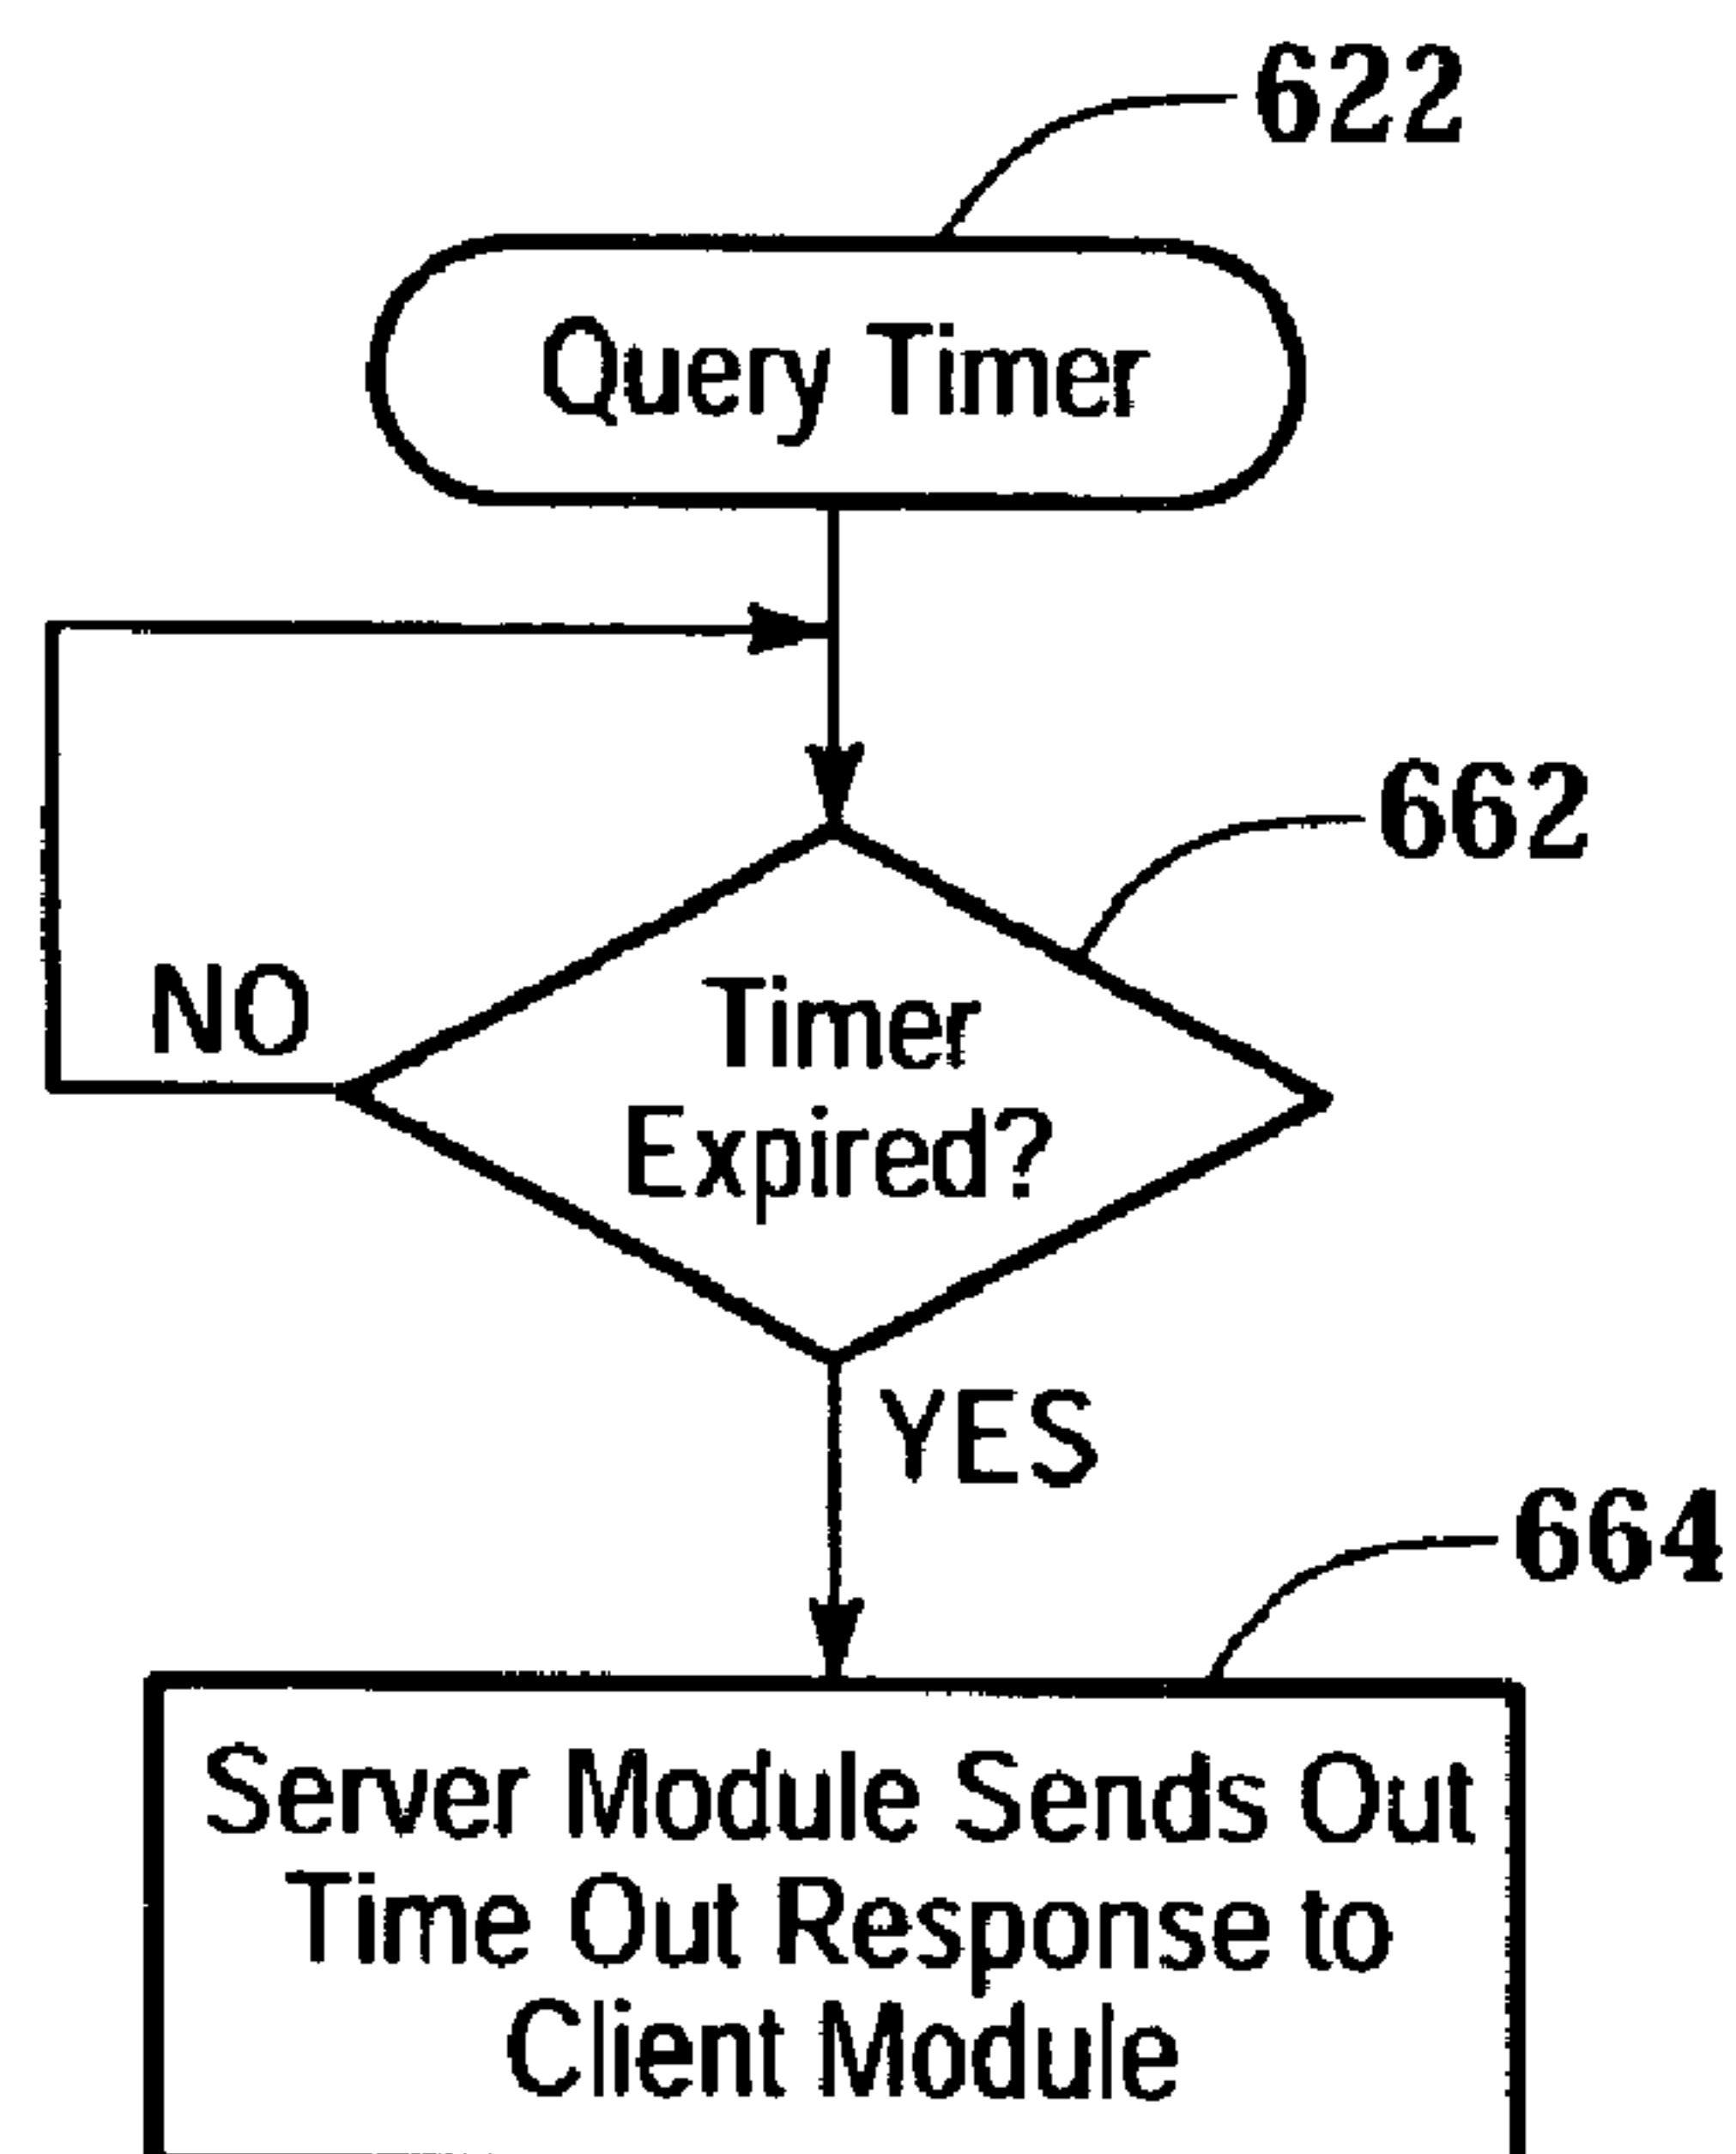 622
Query Timer
662
NO
Timer
Expired?
YES
664
Server Module Sends Out
Time Out Response to
Client Module